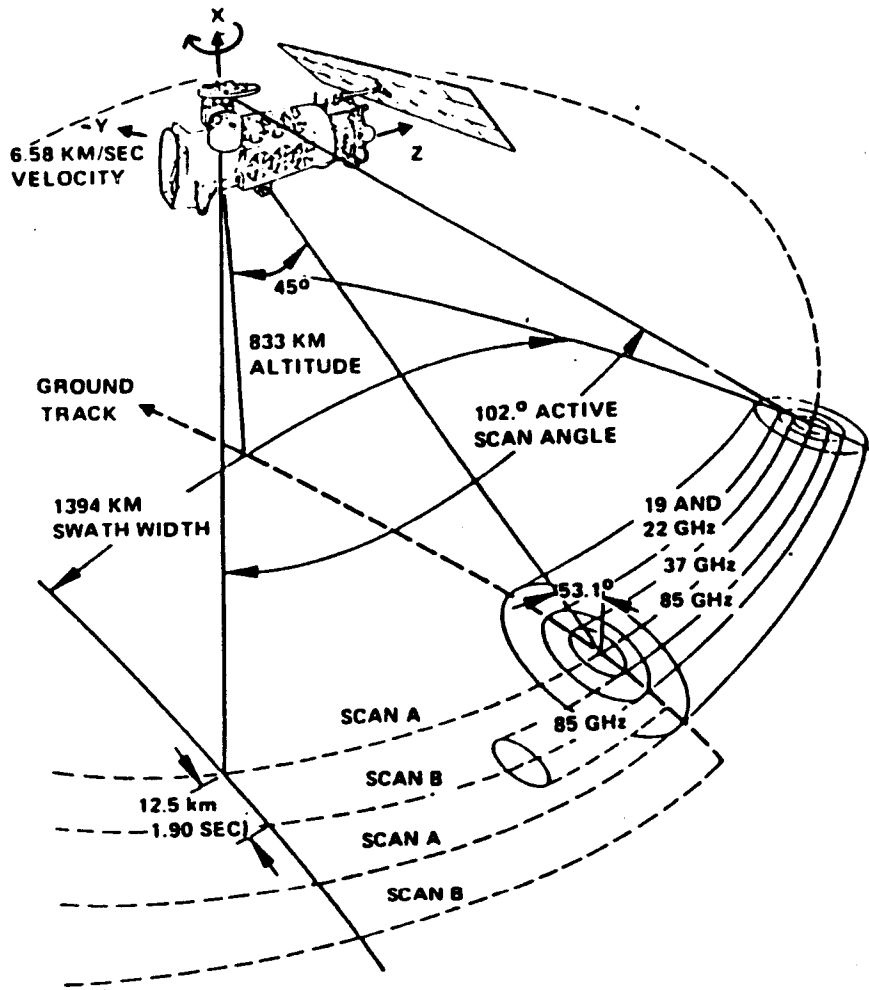 X
-Y
Z
6.58 KM/SEC
VELOCITY
45°
833 KM
ALTITUDE
GROUND
TRACK
102.° ACTIVE
SCAN ANGLE
1394 KM
SWATH WIDTH
19 AND
22 GHz
37 GHz
53.1°
85 GHz
SCAN A
85 GHz
SCAN B
12.5 km
1.90 SEC)
SCAN A
SCAN B